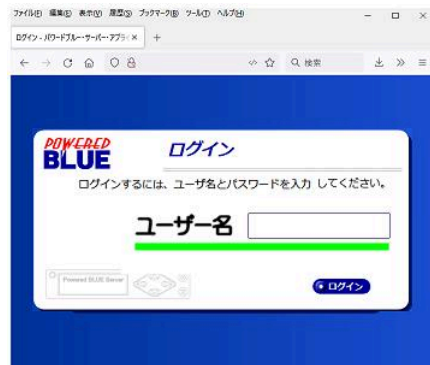 ファイル(F) 編集(E) 表示(V) 履歴(S) ブックマーク(B) ツール(T) ヘルプ(H)
ログイン - パワードブルー・サーバー・アプライ
検索
POWERED
BLUE
ログイン
ログインするには、ユーザ名とパスワードを入力 してください。
ユーザー名
Powered BLUE Server
ログイン